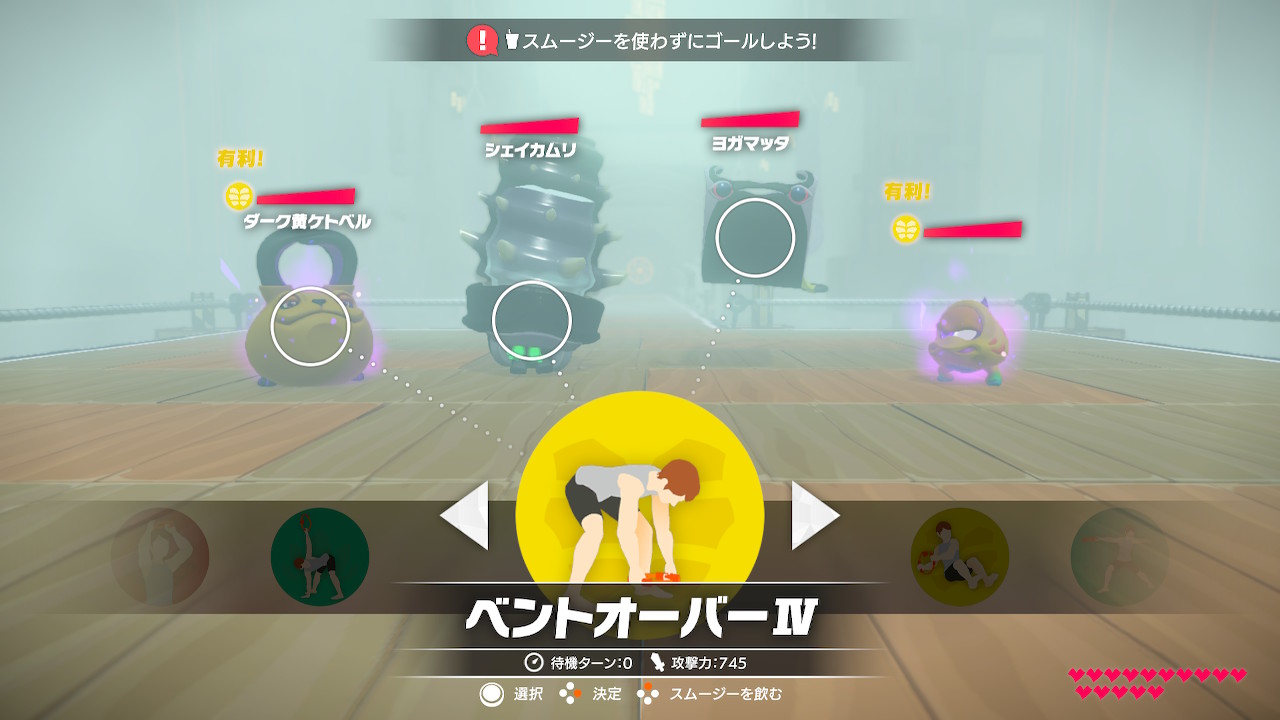 スムージーを使わずにゴールしよう!
シェイカムリ
ヨガマッタ
有利!
ダーク黄ケトベル
有利!
ベントオーバーⅣ
待機ターン:0 攻撃力:745
選択 決定 スムージーを飲む